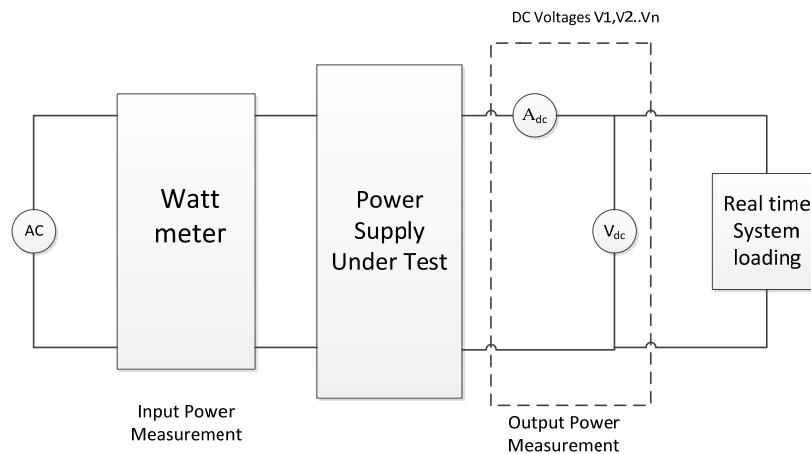 DC Voltages V1,V2..Vn
AC
Watt
meter
Power
Supply
Under Test
Adc
Vdc
Real time
System
loading
Input Power
Measurement
Output Power
Measurement